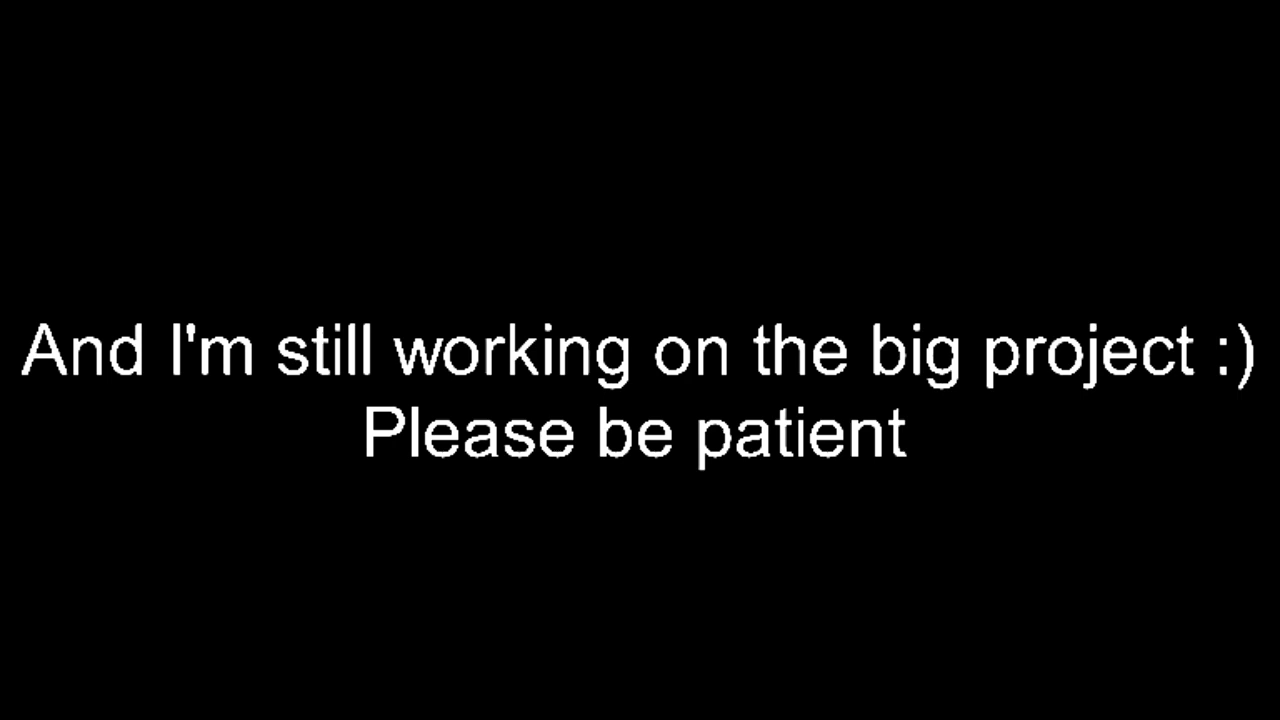 And I'm still working on the big project :)
Please be patient